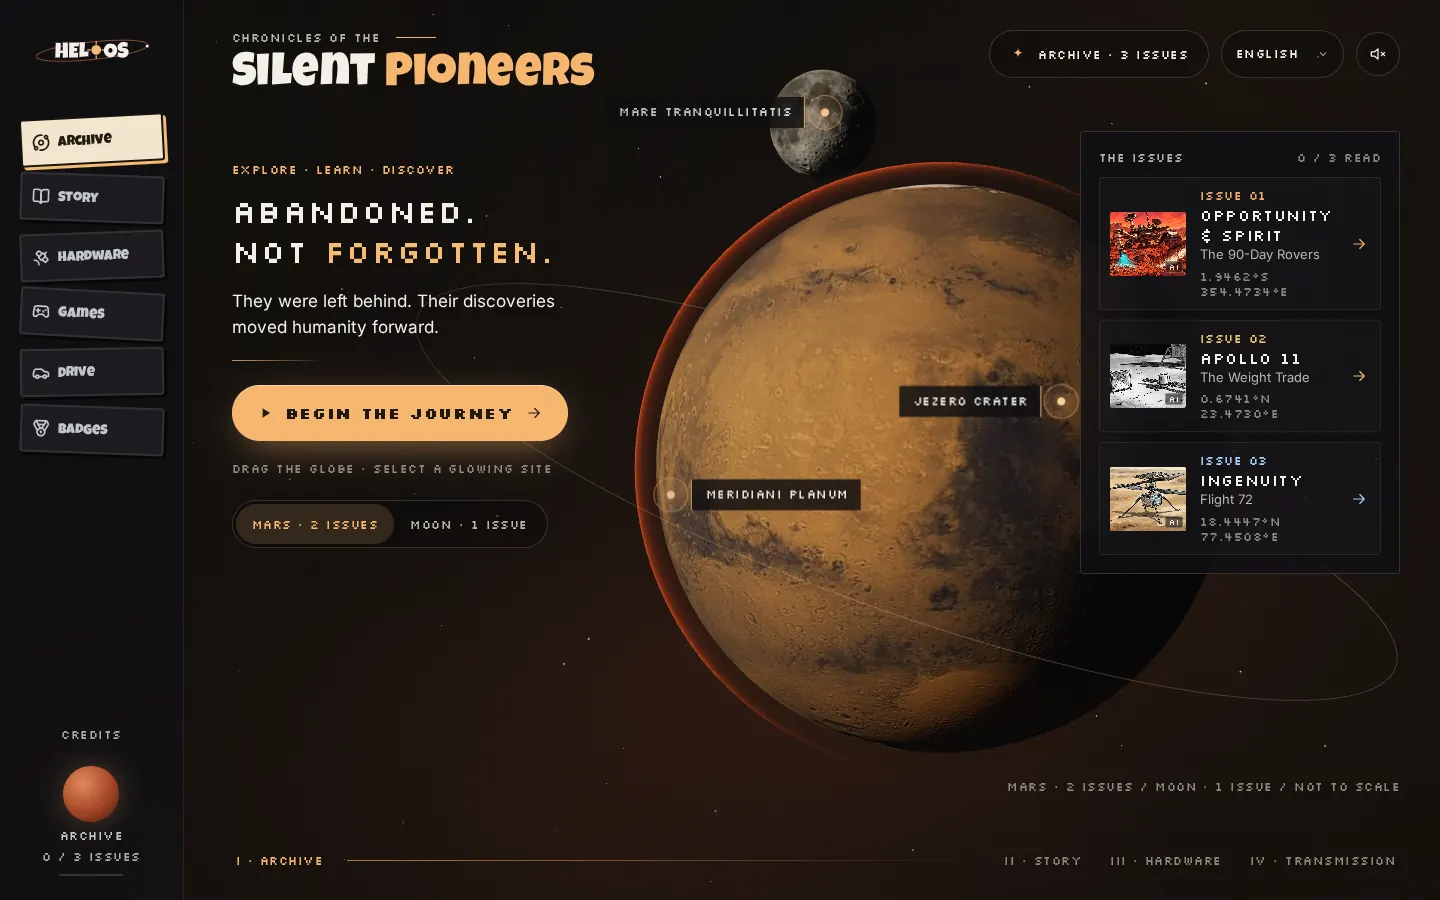 HELIOS
ARCHIVE
STORY
HARDWARE
GAMES
DRIVE
BADGES
CREDITS
ARCHIVE
0 / 3 ISSUES
CHRONICLES OF THE
SILENT PIONEERS
ARCHIVE · 3 ISSUES
ENGLISH
EXPLORE · LEARN · DISCOVER
ABANDONED.
NOT FORGOTTEN.
They were left behind. Their discoveries
moved humanity forward.
BEGIN THE JOURNEY
DRAG THE GLOBE · SELECT A GLOWING SITE
MARS · 2 ISSUES
MOON · 1 ISSUE
MARE TRANQUILLITATIS
JEZERO CRATER
MERIDIANI PLANUM
THE ISSUES
0 / 3 READ
ISSUE 01
OPPORTUNITY
& SPIRIT
The 90-Day Rovers
1.9462°S
354.4734°E
AI
ISSUE 02
APOLLO 11
The Weight Trade
0.6741°N
23.4730°E
AI
ISSUE 03
INGENUITY
Flight 72
18.4447°N
77.4508°E
AI
MARS · 2 ISSUES / MOON · 1 ISSUE / NOT TO SCALE
I · ARCHIVE
II · STORY
III · HARDWARE
IV · TRANSMISSION